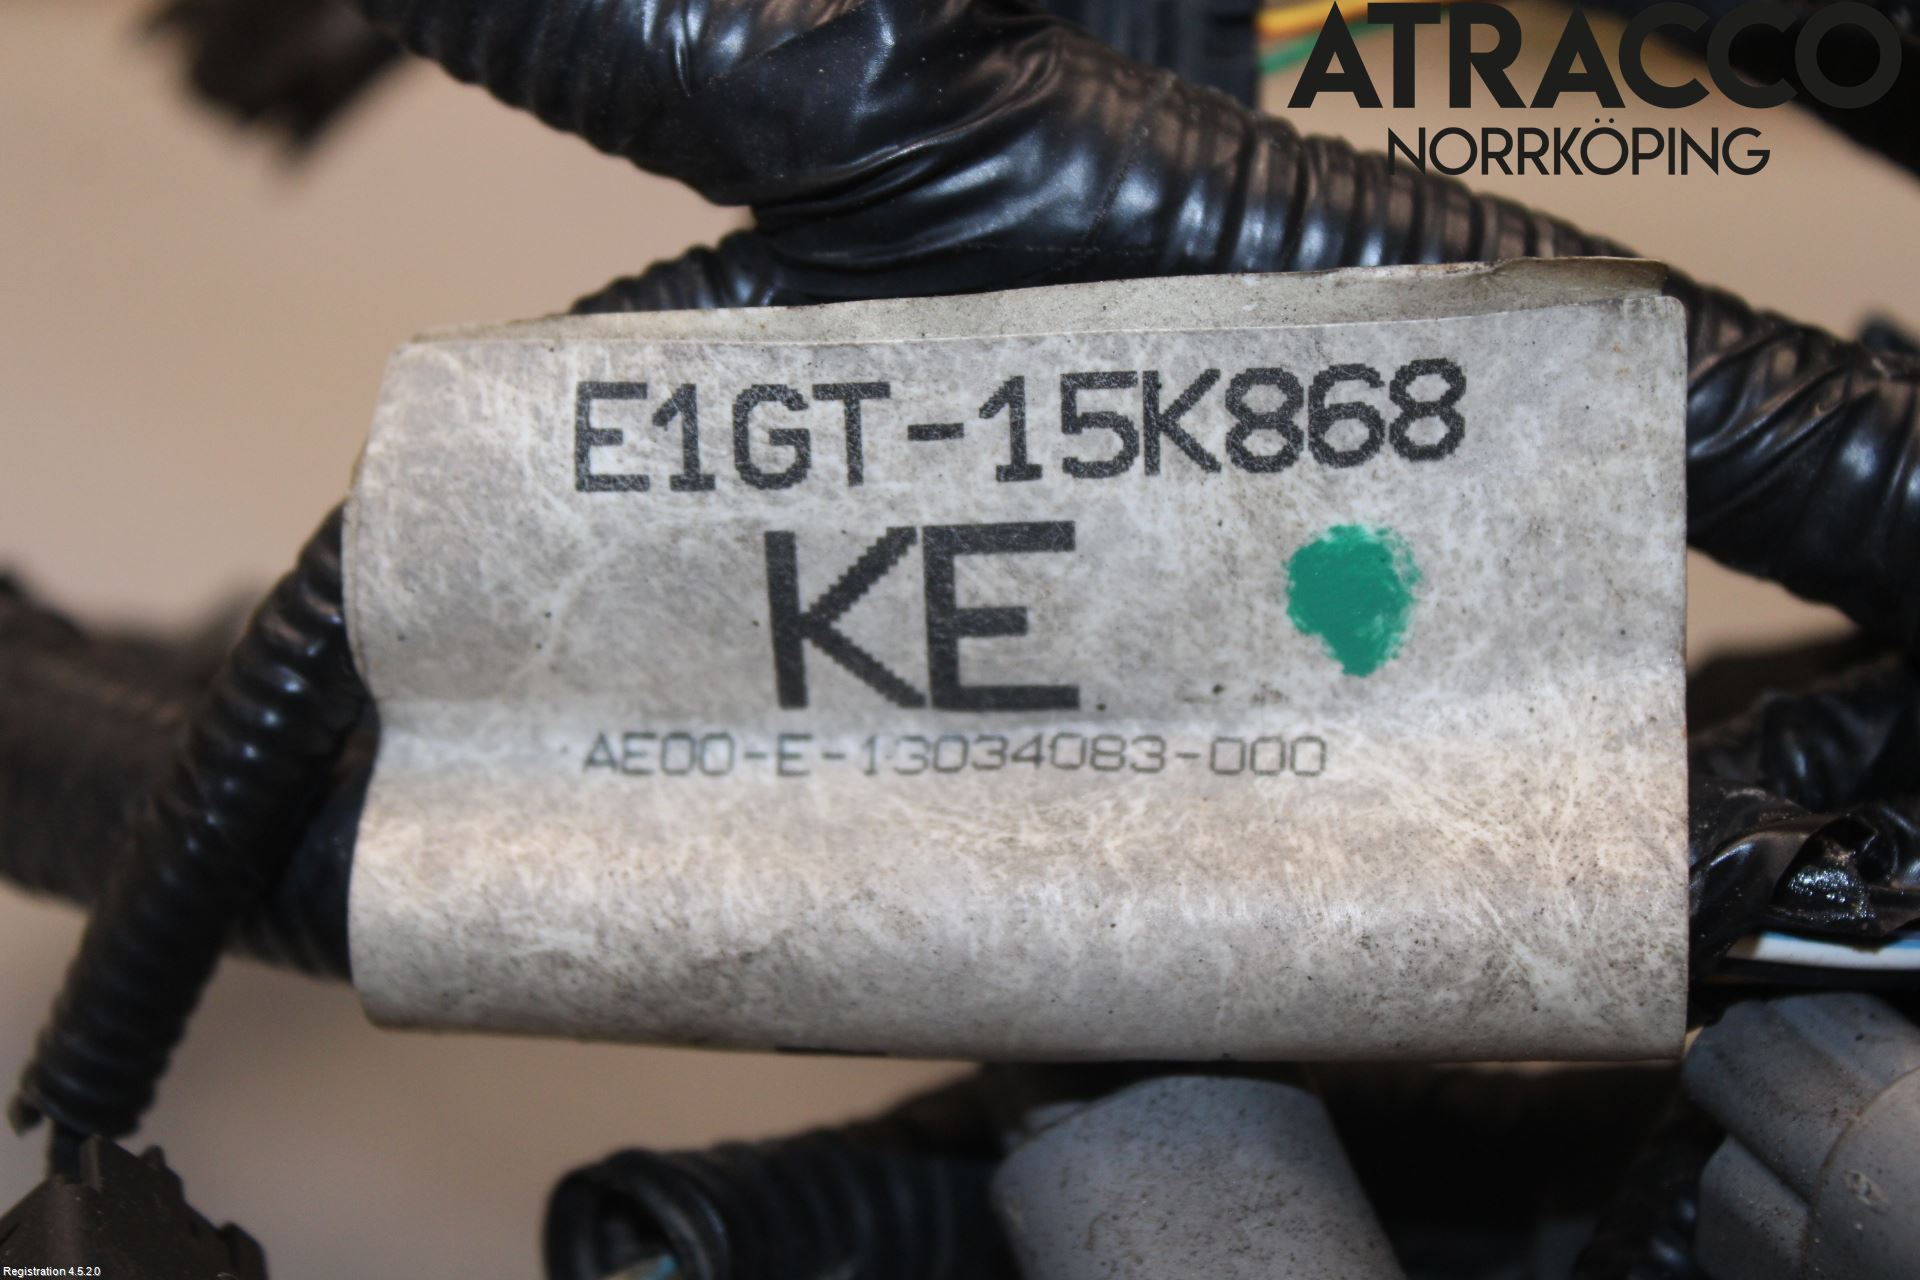 ATRACCO
NORRKÖPING
E1GT-15K868
KE
AE00-E-13034083-000
Registration 4.5.2.0